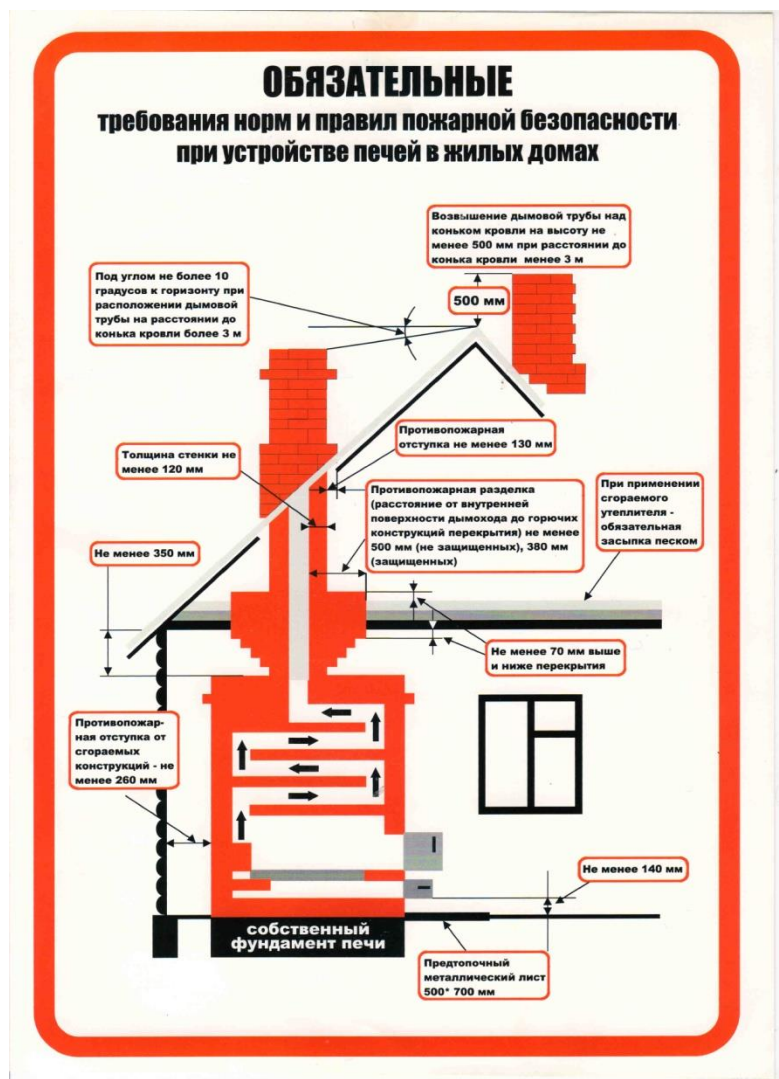 ОБЯЗАТЕЛЬНЫЕ
требования норм и правил пожарной безопасности
при устройстве печей в жилых домах
Возвышение дымовой трубы над
коньком кровли на высоту не
менее 500 мм при расстоянии до
конька кровли менее 3 м
Под углом не более 10
градусов к горизонту при
расположении дымовой
трубы на расстоянии до
конька кровли более 3 м
500 мм
Противопожарная
отступка не менее 130 мм
Толщина стенки не
менее 120 мм
Противопожарная разделка
(расстояние от внутренней
поверхности дымохода до горючих
конструкций перекрытия) не менее
500 мм (не защищенных), 380 мм
(защищенных)
При применении
сгораемого
утеплителя -
обязательная
засыпка песком
Не менее 350 мм
Не менее 70 мм выше
и ниже перекрытия
Противопожар-
ная отступка от
сгораемых
конструкций - не
менее 260 мм
Не менее 140 мм
собственный
фундамент печи
Предтопочный
металлический лист
500* 700 мм